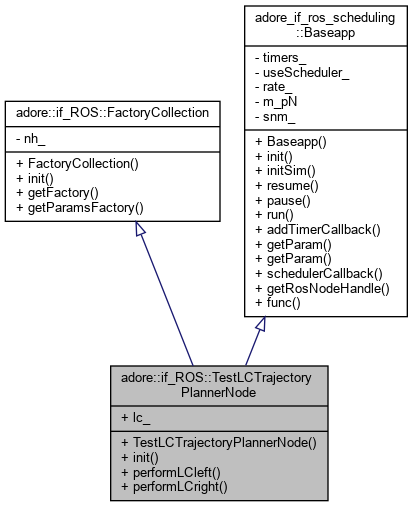 adore_if_ros_scheduling
::Baseapp
- timers_
- useScheduler_
- rate_
- m_pN
- snm_
+ Baseapp()
+ init()
+ initSim()
+ resume()
+ pause()
+ run()
+ addTimerCallback()
+ getParam()
+ getParam()
+ schedulerCallback()
+ getRosNodeHandle()
+ func()
adore::if_ROS::FactoryCollection
- nh_
+ FactoryCollection()
+ init()
+ getFactory()
+ getParamsFactory()
adore::if_ROS::TestLCTrajectory
PlannerNode
+ lc_
+ TestLCTrajectoryPlannerNode()
+ init()
+ performLCleft()
+ performLCright()